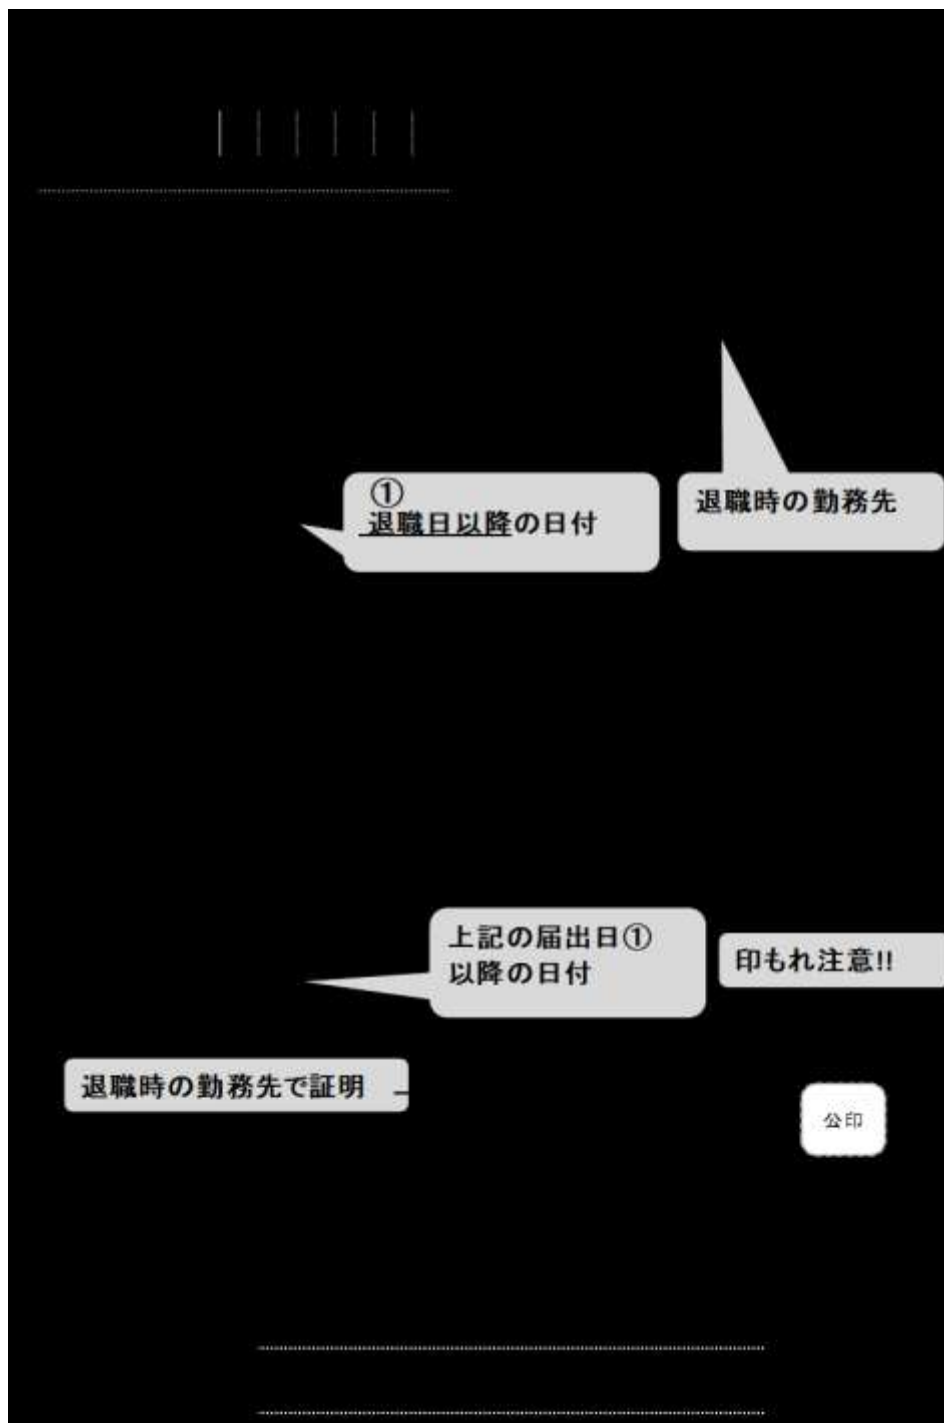 ①
退職日以降の日付
退職時の勤務先
上記の届出日①
以降の日付
印もれ注意!!
退職時の勤務先で証明
公印